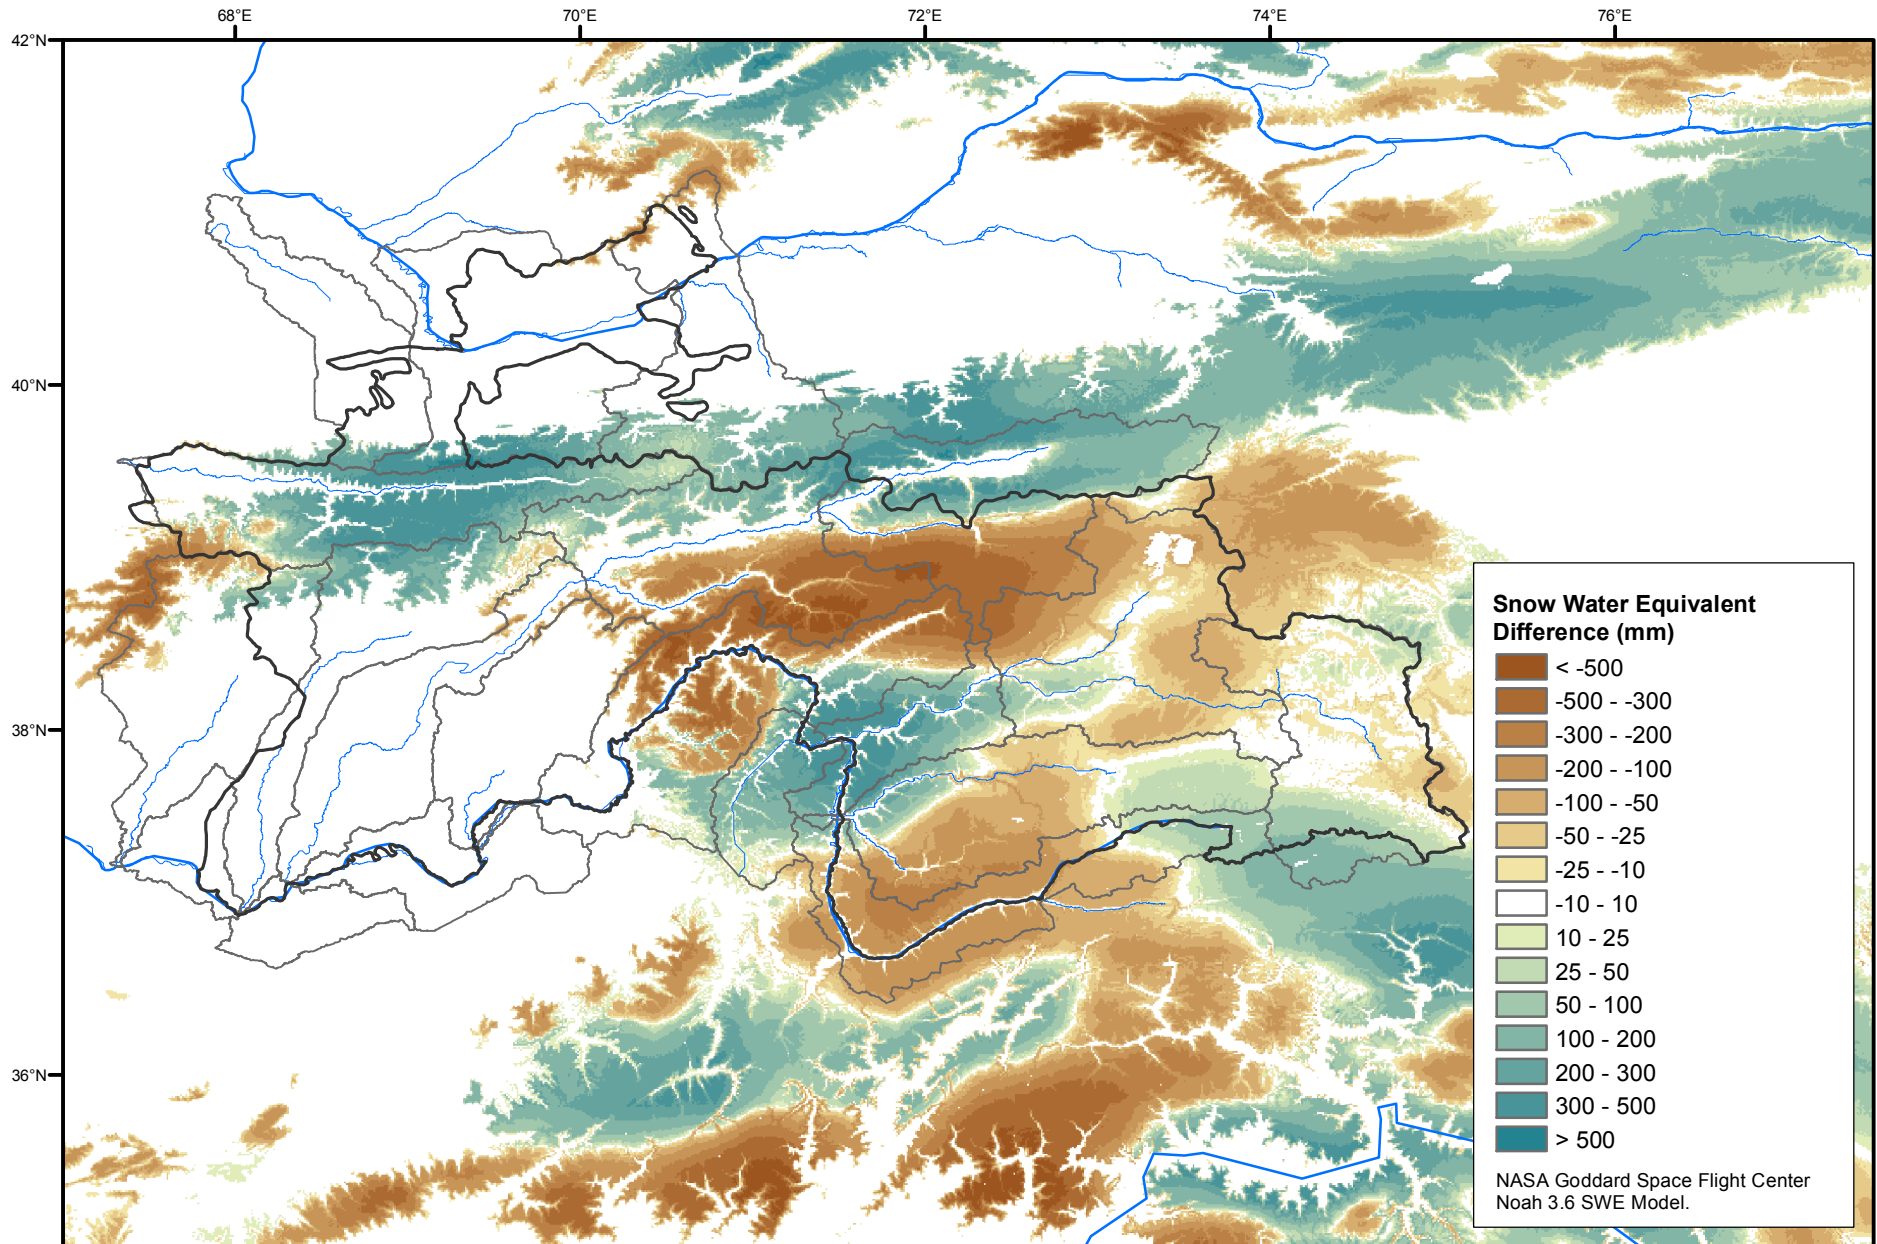 68°E
70°E
72°E
74°E
76°E
42°N
40°N
38°N
36°N
Snow Water Equivalent
Difference (mm)
< -500
-500 - -300
-300 - -200
-200 - -100
-100 - -50
-50 - -25
-25 - -10
-10 - 10
10 - 25
25 - 50
50 - 100
100 - 200
200 - 300
300 - 500
> 500
NASA Goddard Space Flight Center
Noah 3.6 SWE Model.